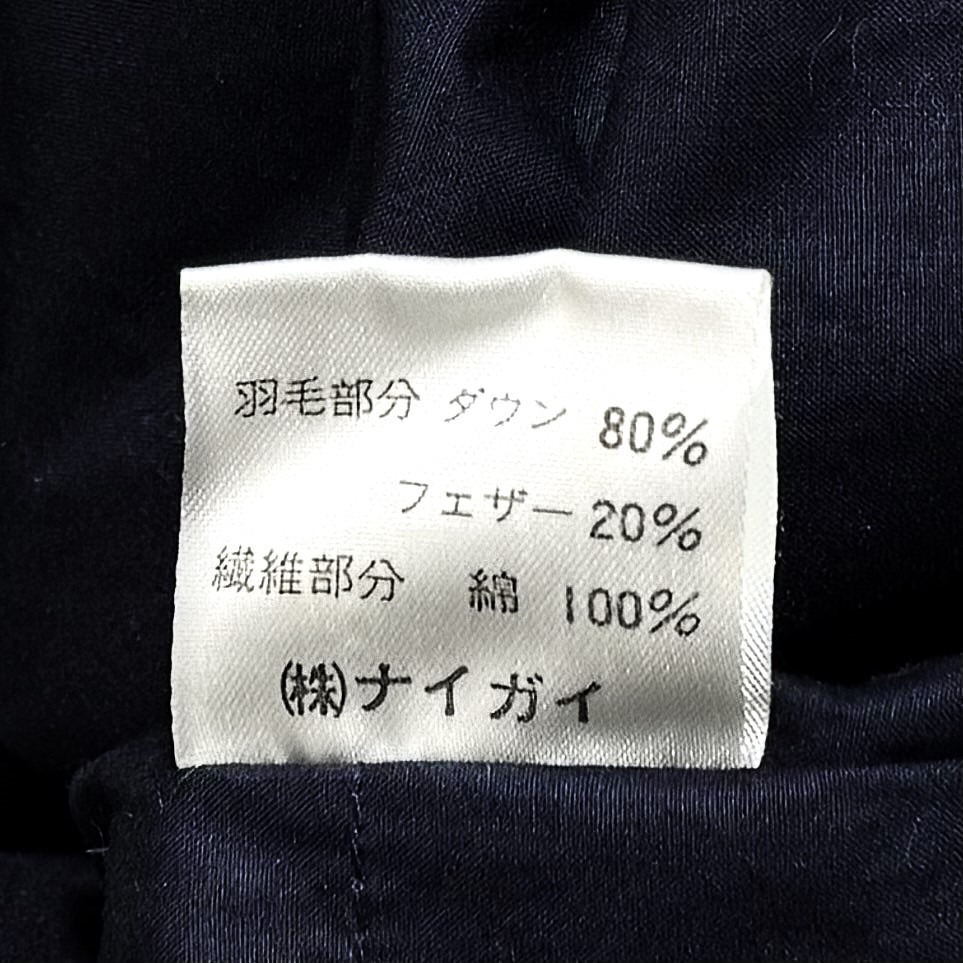 羽毛部分 ダウン 80%
フェザー 20%
繊維部分 綿 100%
㈱ナイガイ